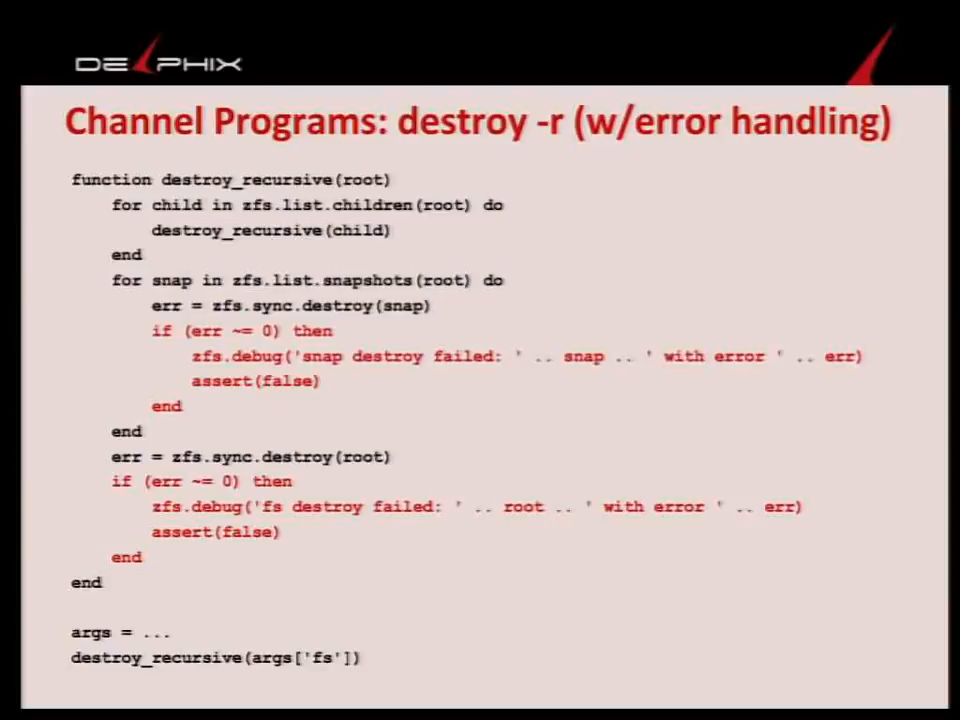 DELPHIX
Channel Programs: destroy -r (w/error handling)
function destroy_recursive(root)
    for child in zfs.list.children(root) do
        destroy_recursive(child)
    end
    for snap in zfs.list.snapshots(root) do
        err = zfs.sync.destroy(snap)
        if (err ~= 0) then
            zfs.debug('snap destroy failed: ' .. snap .. ' with error ' .. err)
            assert(false)
        end
    end
    err = zfs.sync.destroy(root)
    if (err ~= 0) then
        zfs.debug('fs destroy failed: ' .. root .. ' with error ' .. err)
        assert(false)
    end
end
args = ...
destroy_recursive(args['fs'])